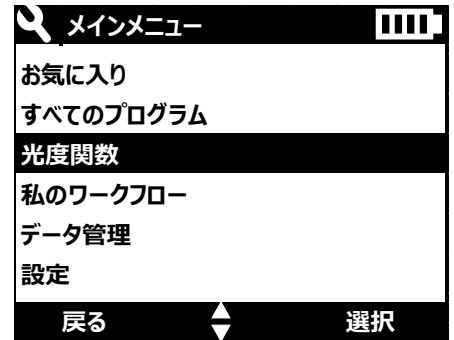 メインメニュー
お気に入り
すべてのプログラム
光度関数
私のワークフロー
データ管理
設定
戻る 選択